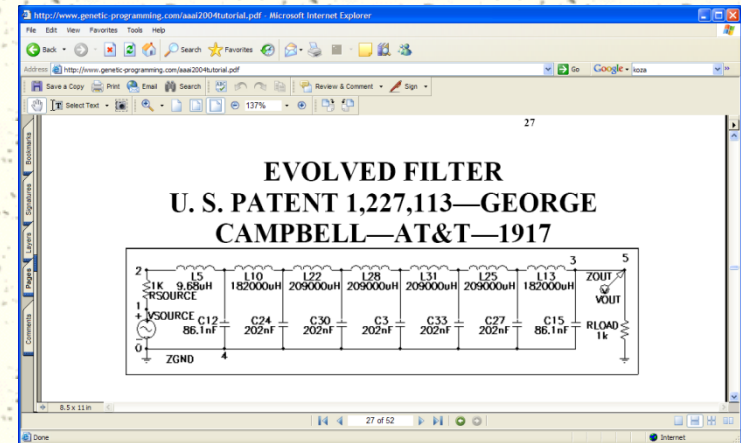 http://www.genetic-programming.com/aaai2004tutorial.pdf - Microsoft Internet Explorer
File Edit View Favorites Tools Help
Back Search Favorites
Address http://www.genetic-programming.com/aaai2004tutorial.pdf Go Google koza
Save a Copy Print Email Search Review & Comment Sign
Select Text 137%
Bookmarks
Signatures
Layers
Pages
Comments
27
EVOLVED FILTER
U. S. PATENT 1,227,113—GEORGE
CAMPBELL—AT&T—1917
2 3 5
L5 L10 L22 L28 L31 L25 L13 ZOUT
1K 9.68uH 182000uH 209000uH 209000uH 209000uH 209000uH 182000uH
RSOURCE VOUT
1
+ VSOURCE C12 C24 C30 C3 C33 C27 C15 RLOAD
86.1nF 202nF 202nF 202nF 202nF 202nF 86.1nF 1k
0
ZGND 4
8.5 x 11 in
27 of 52
Done Internet